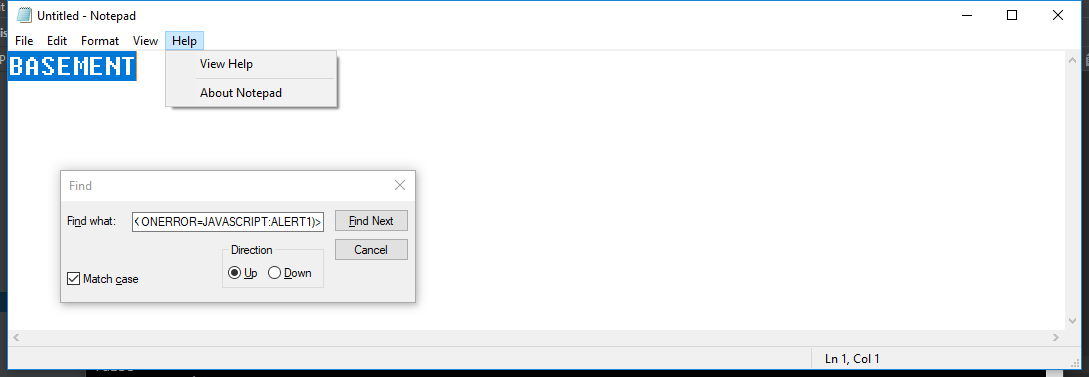 Untitled - Notepad
File Edit Format View Help
BASEMENT
View Help
About Notepad
Find
Find what: < ONERROR=JAVASCRIPT:ALERT1)> Find Next
Direction Cancel
Match case Up Down
Ln 1, Col 1